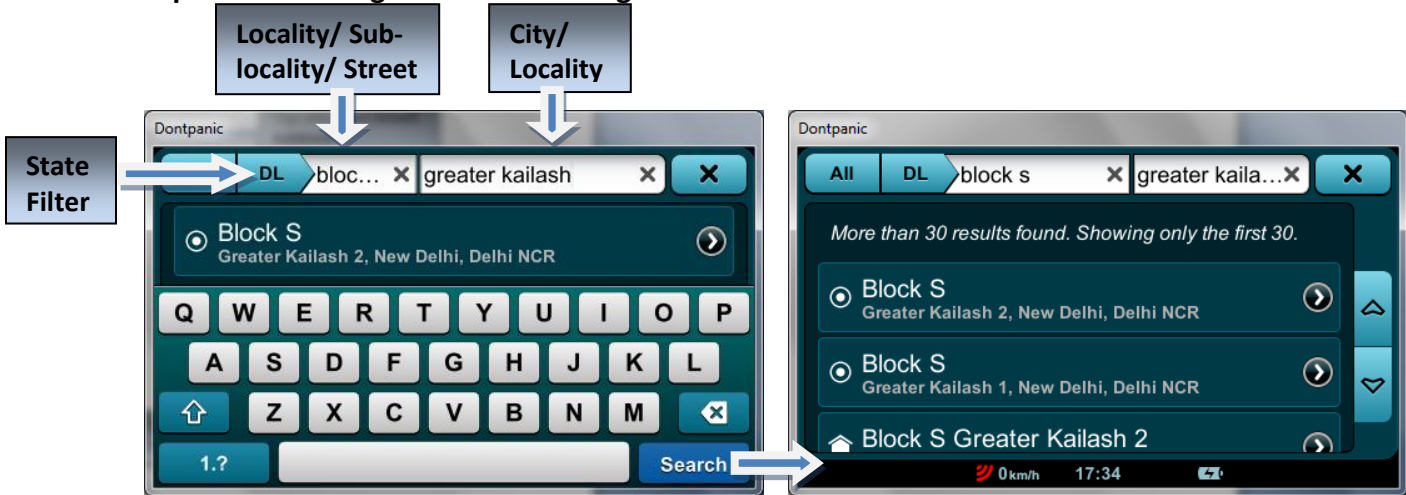 Locality/ Sub-
locality/ Street
City/
Locality
State
Filter
Dontpanic
DL
bloc...
greater kailash
Block S
Greater Kailash 2, New Delhi, Delhi NCR
Q W E R T Y U I O P
A S D F G H J K L
Z X C V B N M
1.?
Search
Dontpanic
All
DL
block s
greater kaila...
More than 30 results found. Showing only the first 30.
Block S
Greater Kailash 2, New Delhi, Delhi NCR
Block S
Greater Kailash 1, New Delhi, Delhi NCR
Block S Greater Kailash 2
0 km/h
17:34